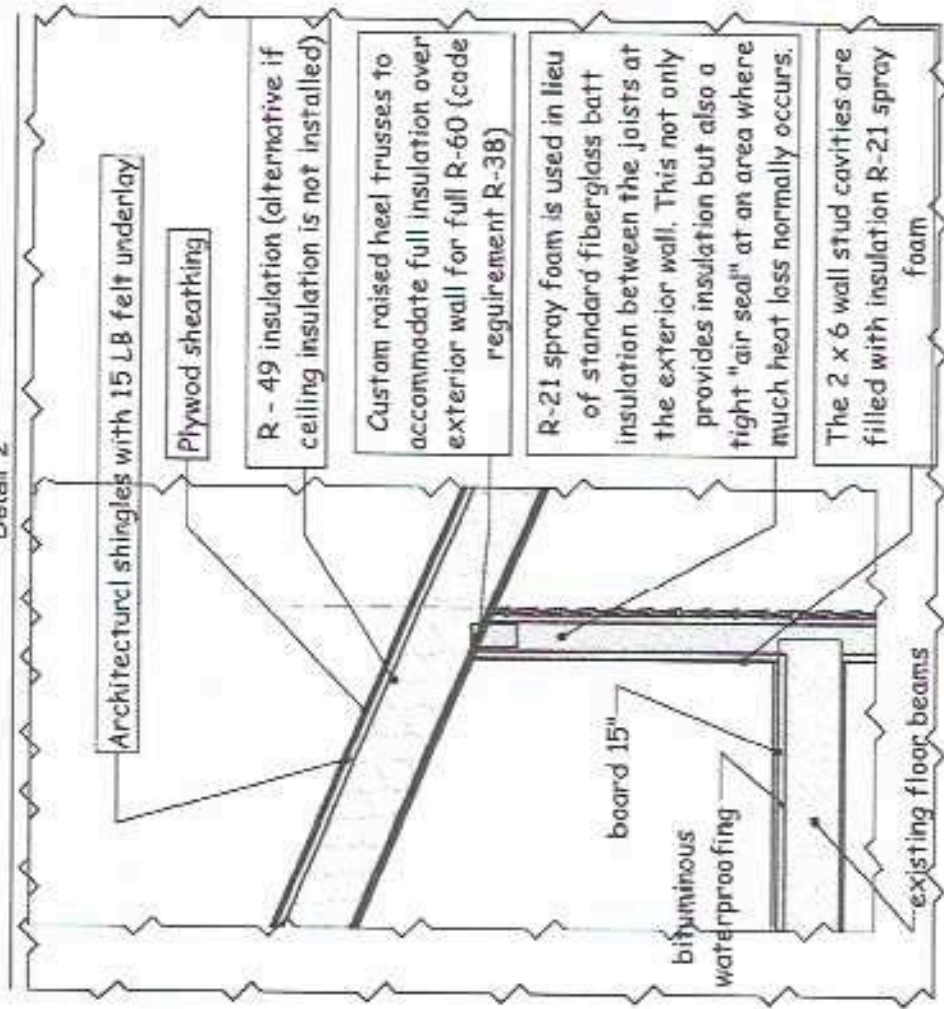 Detail 2
Architectural shingles with 15 LB felt underlay
Plywod sheathing
R - 49 insulation (alternative if
ceiling insulation is not installed)
Custam raised heel trusses to
accommodate full insulation over
exterior wall for full R-60 (code
requirement R-38)
R-21 spray foam is used in lieu
of standard fiberglass batt
insulation between the joists at
the exterior wall. This not only
provides insulation but also a
tight "air seal" at an area where
much heat loss normally occurs.
The 2 x 6 wall stud cavities are
filled with insulation R-21 spray
foam
board 15"
bituminous
waterproofing
existing floor beams